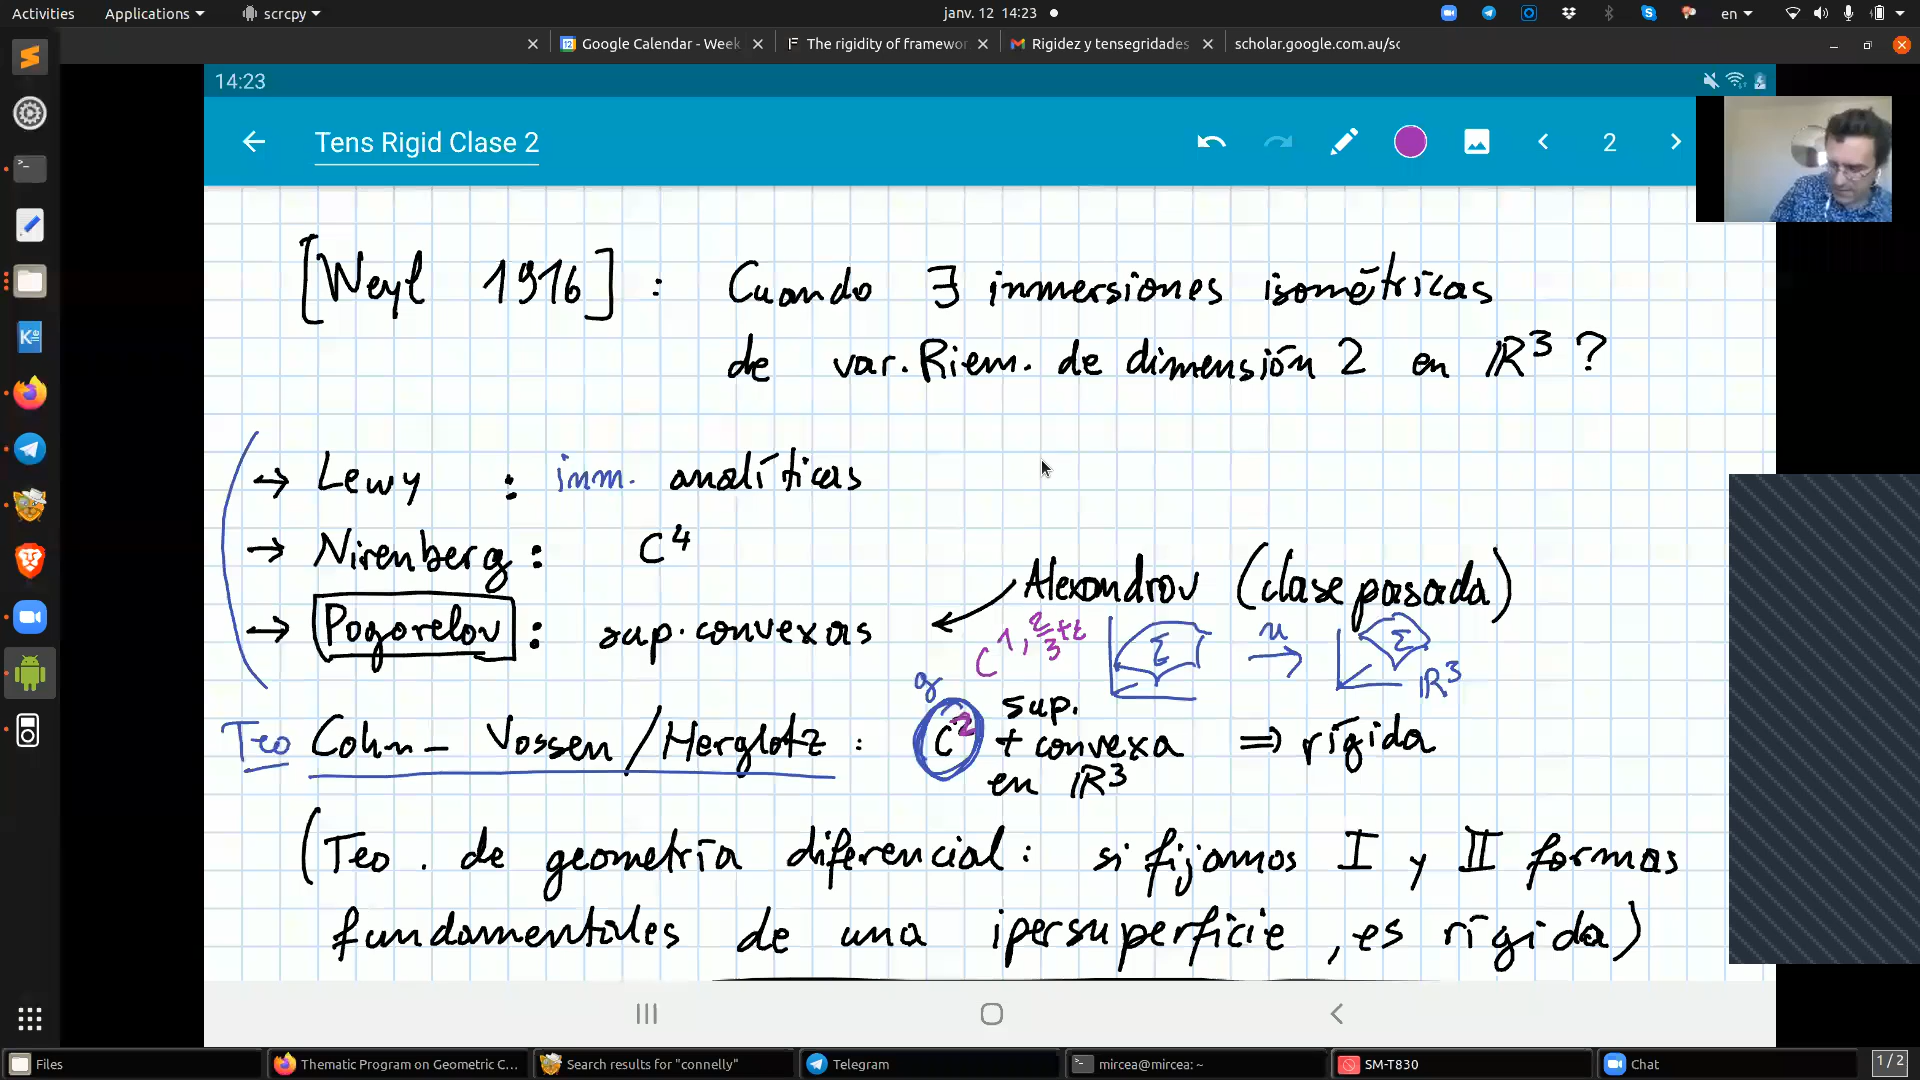 Activities Applications scrcpy janv. 12 14:23 en
Google Calendar - Week The rigidity of framewo Rigidez y tensegridades scholar.google.com.au/sc
14:23
Tens Rigid Clase 2 2
[Weyl 1916] : Cuando ∃ inmersiones isométricas
de var. Riem. de dimensión 2 en ℝ³ ?
→ Lewy : inm. analíticas
→ Nirenberg : C⁴
→ Pogorelov : sup. convexas ← Alexandrov (clase pasada)
C^{1, 2/3 + ε} Σ u → Σ ℝ³
g
Teo Cohn-Vossen/Herglotz : C² sup. + convexa en ℝ³ ⇒ rígida
(Teo. de geometría diferencial: si fijamos I y II formas
fundamentales de una ipersuperficie, es rígida)
Files Thematic Program on Geometric C... Search results for "connelly" Telegram mircea@mircea: ~ SM-T830 Chat 1 / 2